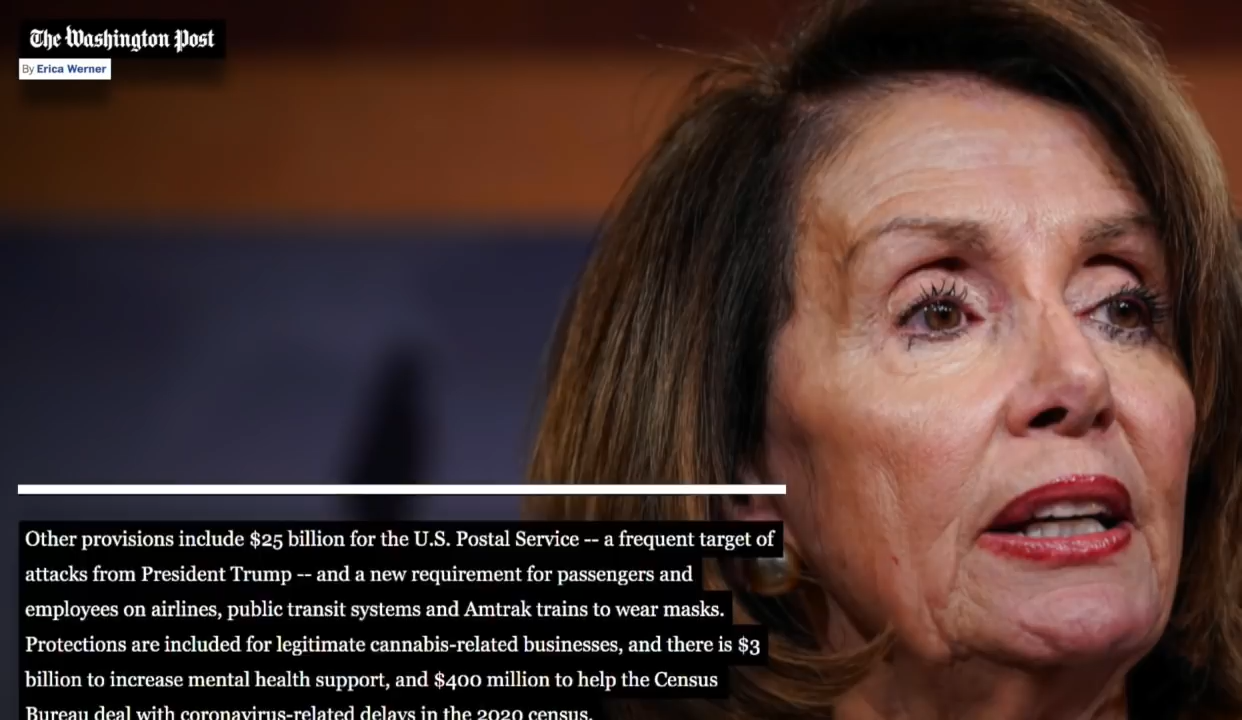 The Washington Post
By Erica Werner
Other provisions include $25 billion for the U.S. Postal Service -- a frequent target of
attacks from President Trump -- and a new requirement for passengers and
employees on airlines, public transit systems and Amtrak trains to wear masks.
Protections are included for legitimate cannabis-related businesses, and there is $3
billion to increase mental health support, and $400 million to help the Census
Bureau deal with coronavirus-related delays in the 2020 census.